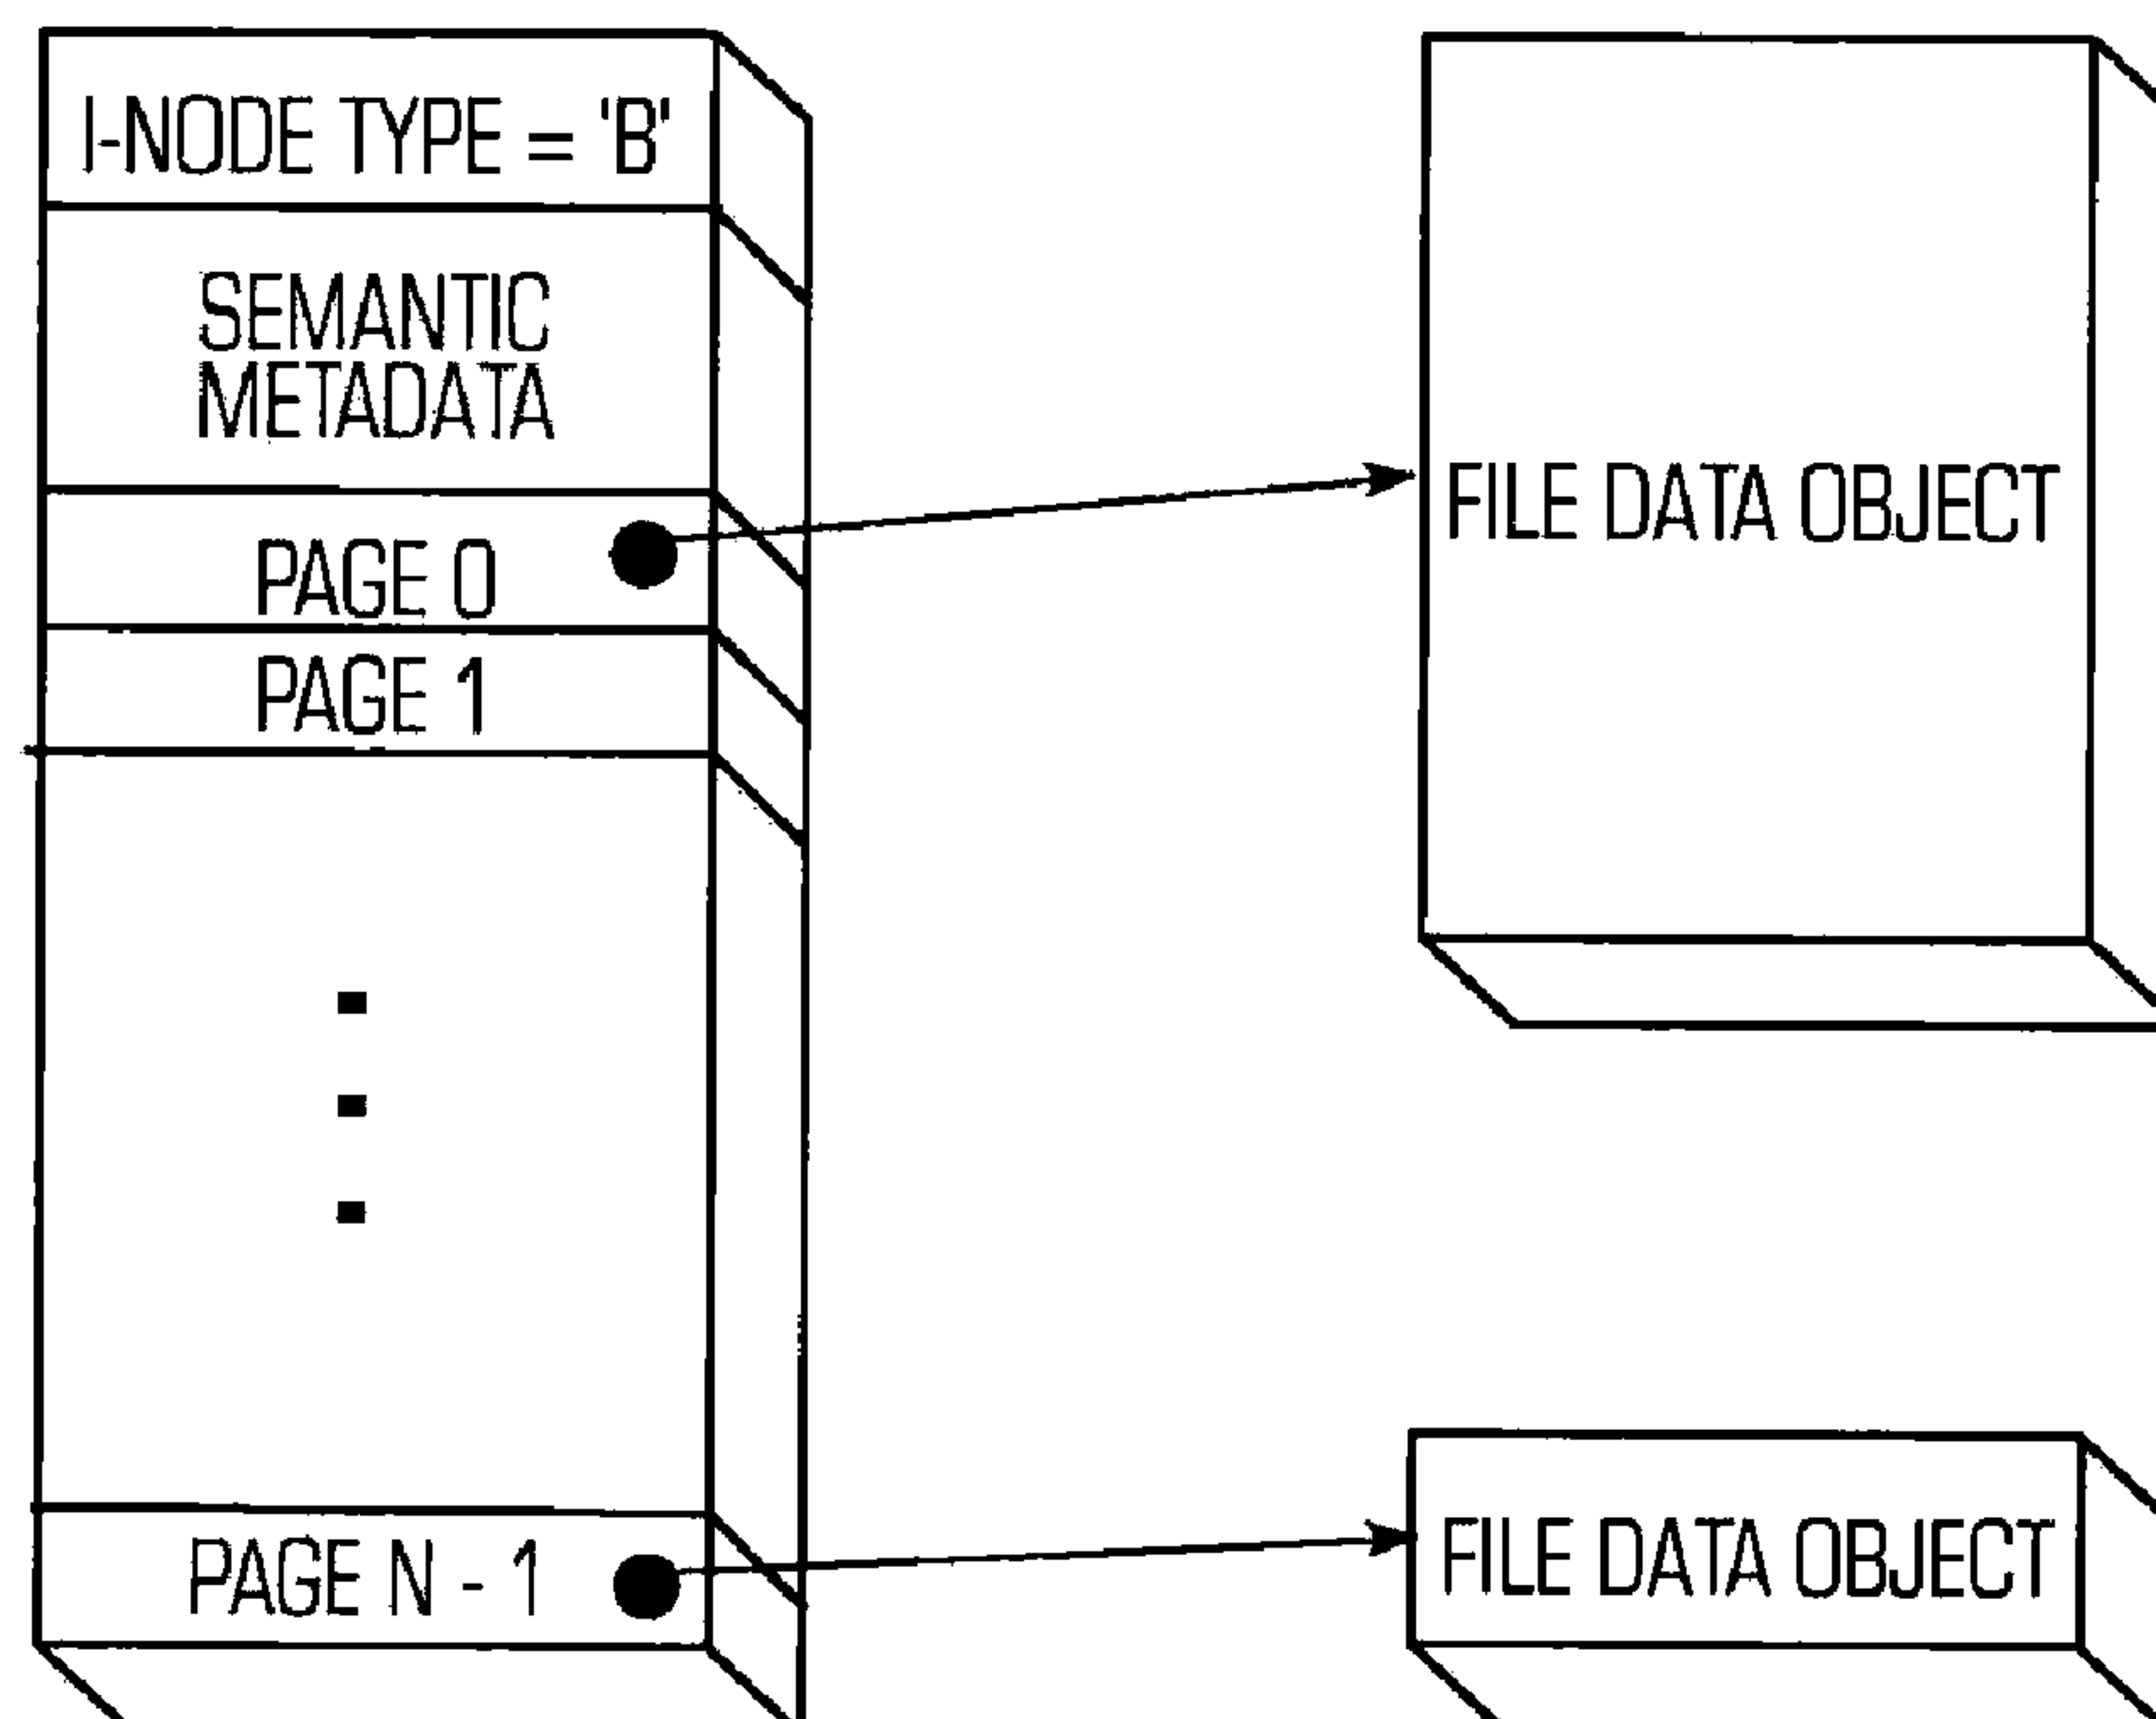 I-NODE TYPE = 'B'
SEMANTIC
METADATA
PAGE 0
PAGE 1
PAGE N - 1
FILE DATA OBJECT
FILE DATA OBJECT